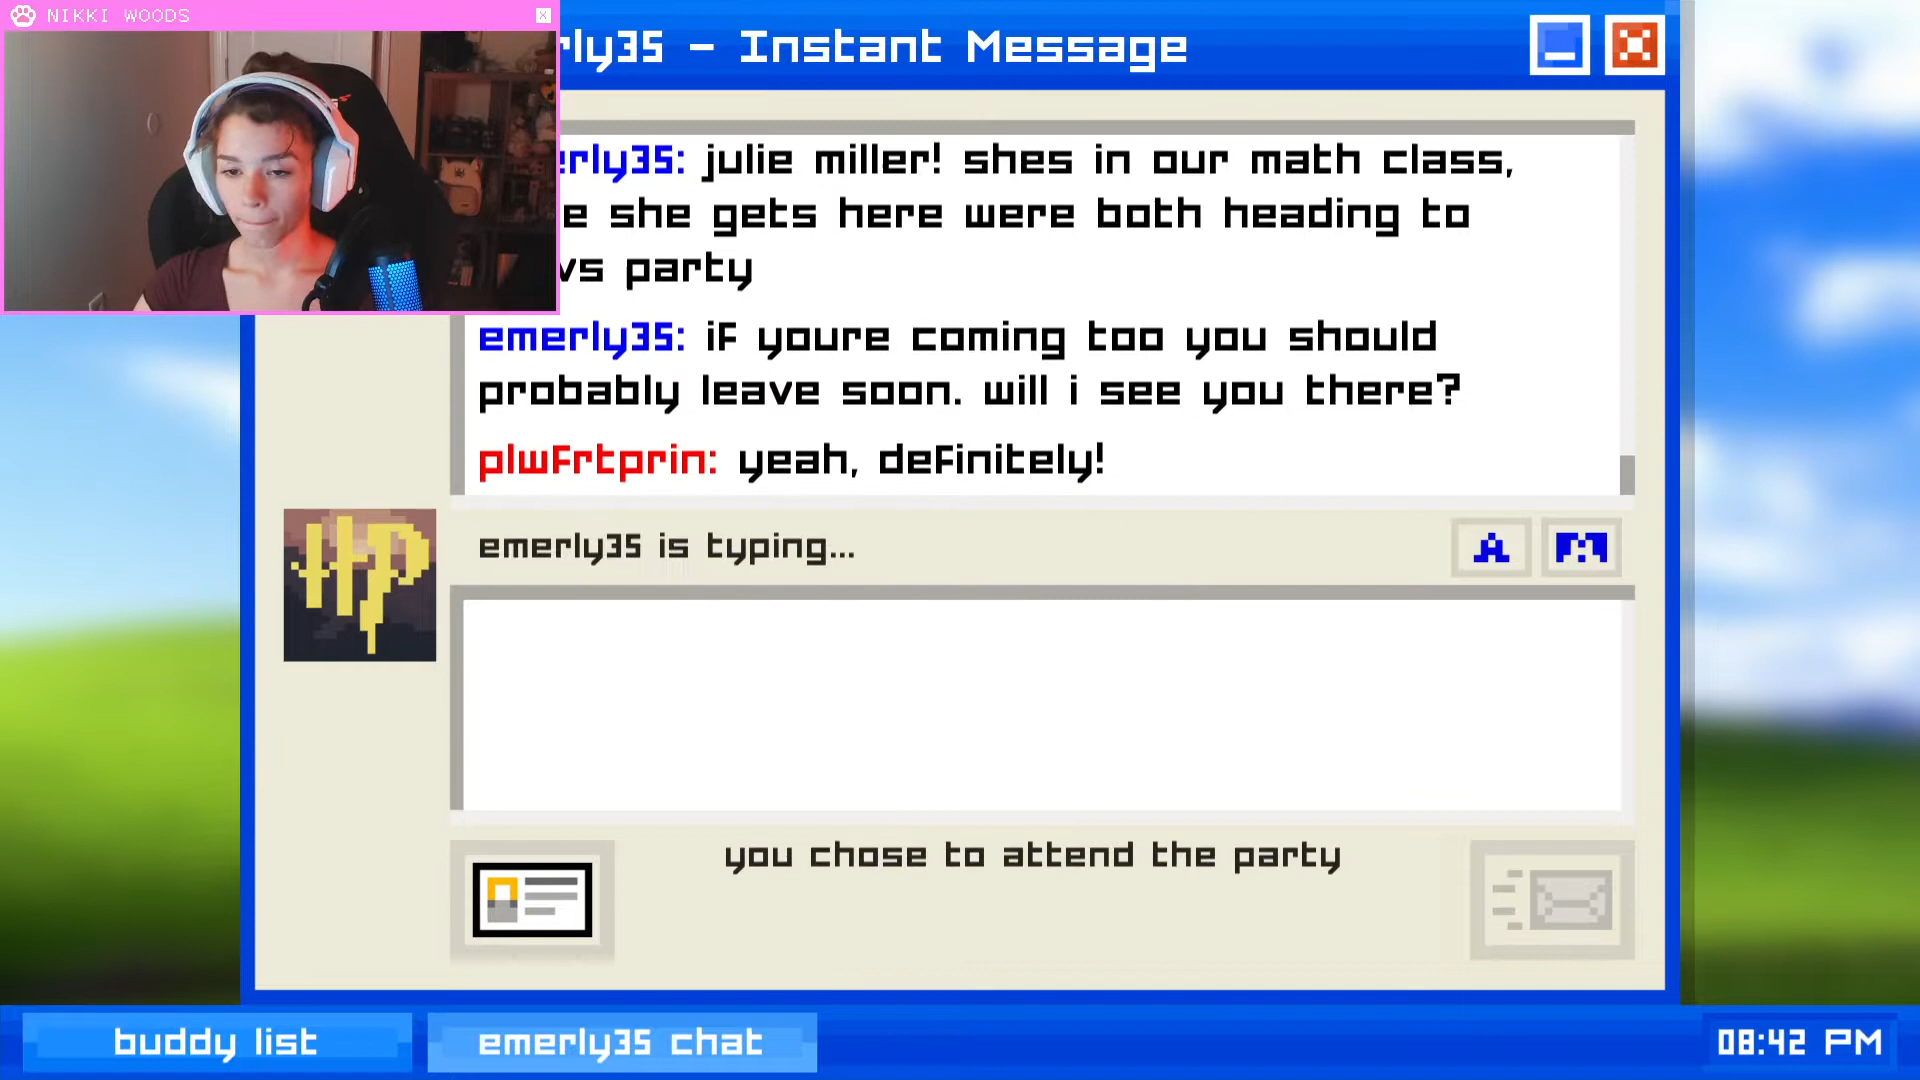 NIKKI WOODS
rly35 - Instant Message
erly35: julie miller! shes in our math class,
e she gets here were both heading to
vs party
emerly35: if youre coming too you should
probably leave soon. will i see you there?
plwfrtprin: yeah, definitely!
HP
emerly35 is typing...
A
you chose to attend the party
buddy list
emerly35 chat
08:42 PM